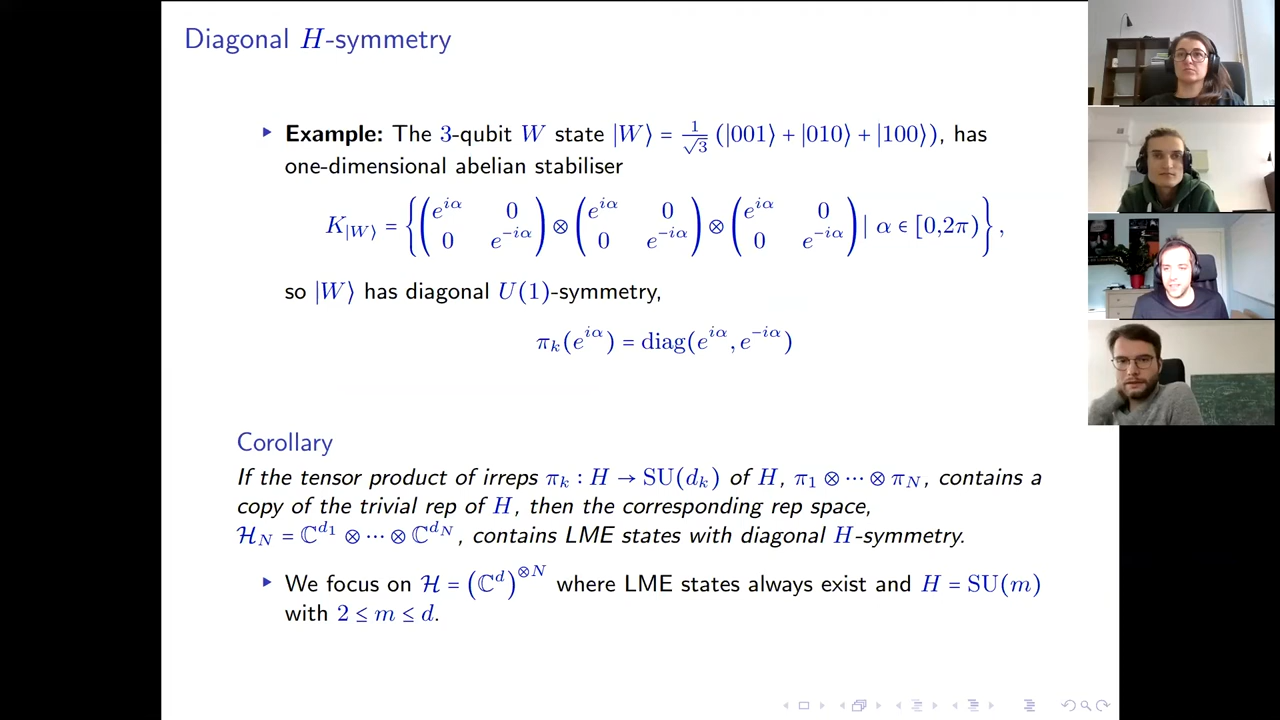 Diagonal H-symmetry
▸ Example: The 3-qubit W state |W⟩ = 1/√3 (|001⟩ + |010⟩ + |100⟩), has
one-dimensional abelian stabiliser
K_{|W⟩} = { ( e^{iα} 0 ; 0 e^{−iα} ) ⊗ ( e^{iα} 0 ; 0 e^{−iα} ) ⊗ ( e^{iα} 0 ; 0 e^{−iα} ) | α ∈ [0,2π) },
so |W⟩ has diagonal U(1)-symmetry,
π_k(e^{iα}) = diag(e^{iα}, e^{−iα})
Corollary
If the tensor product of irreps π_k : H → SU(d_k) of H, π_1 ⊗ ⋯ ⊗ π_N, contains a
copy of the trivial rep of H, then the corresponding rep space,
ℋ_N = ℂ^{d_1} ⊗ ⋯ ⊗ ℂ^{d_N}, contains LME states with diagonal H-symmetry.
▸ We focus on ℋ = (ℂ^d)^{⊗N} where LME states always exist and H = SU(m)
with 2 ≤ m ≤ d.